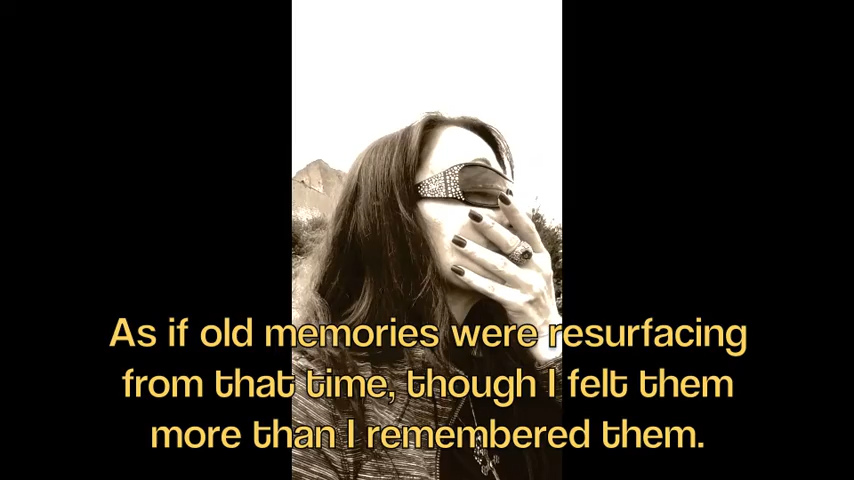 As if old memories were resurfacing
from that time, though I felt them
more than I remembered them.